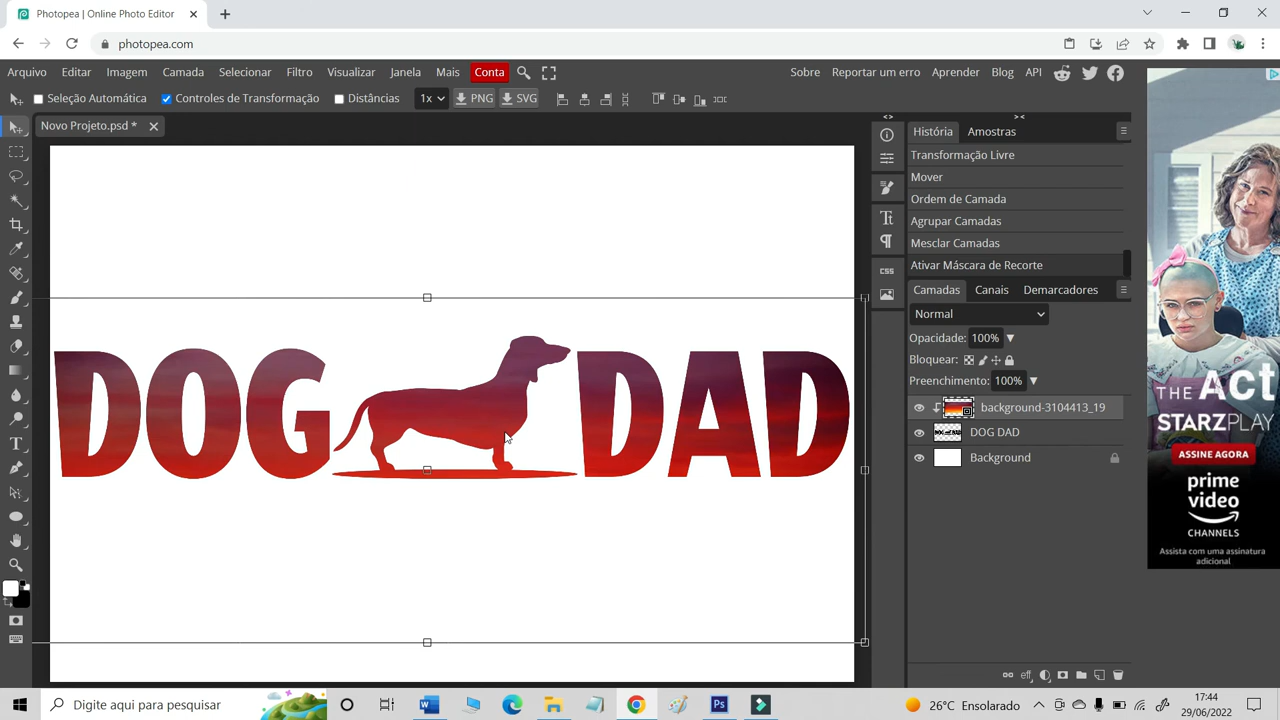 Photopea | Online Photo Editor
photopea.com
Arquivo Editar Imagem Camada Selecionar Filtro Visualizar Janela Mais Conta Sobre Reportar um erro Aprender Blog API
Seleção Automática Controles de Transformação Distâncias 1x PNG SVG
Novo Projeto.psd *
História Amostras
Transformação Livre
Mover
Ordem de Camada
Agrupar Camadas
Mesclar Camadas
Ativar Máscara de Recorte
Camadas Canais Demarcadores
Normal
Opacidade: 100%
Bloquear:
Preenchimento: 100%
background-3104413_19
DOG DAD
Background
CSS
DOG DAD
THE Act
STARZPLAY
ASSINE AGORA
prime
video
CHANNELS
Assista com uma assinatura
adicional
eff
Digite aqui para pesquisar
26°C Ensolarado
17:44
29/06/2022